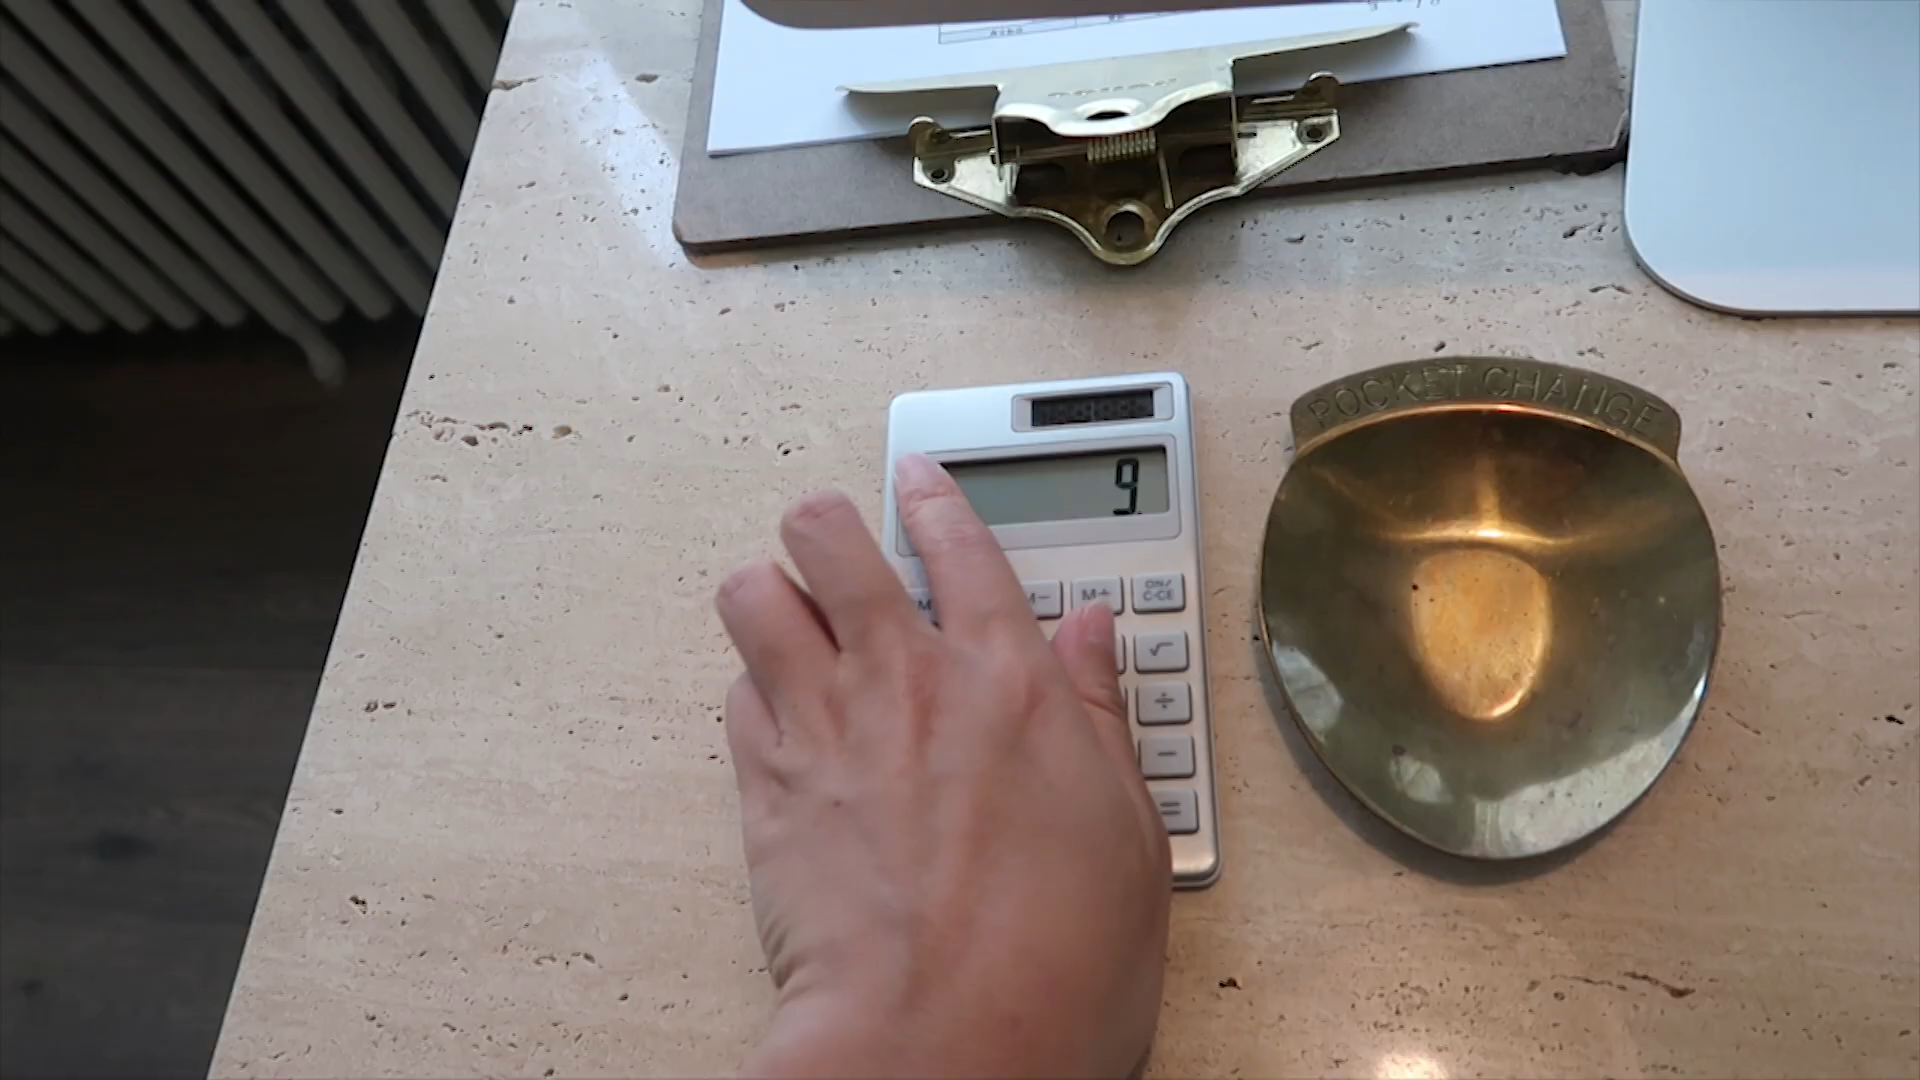 POCKET CHANGE
9.
M- M+ ON/
C·CE
√
÷
−
=